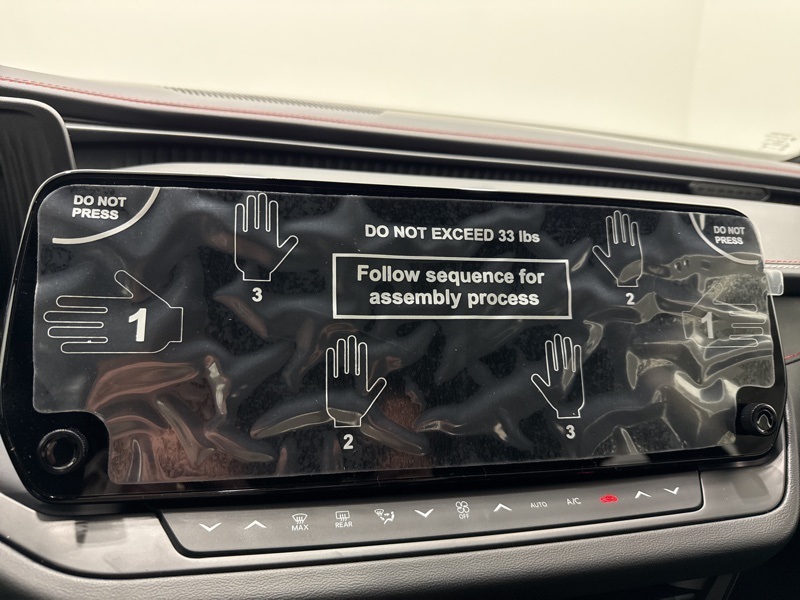 DO NOT
PRESS
DO NOT EXCEED 33 lbs
DO NOT
PRESS
3
2
Follow sequence for
assembly process
1
1
2
3
MAX
REAR
OFF
AUTO
A/C